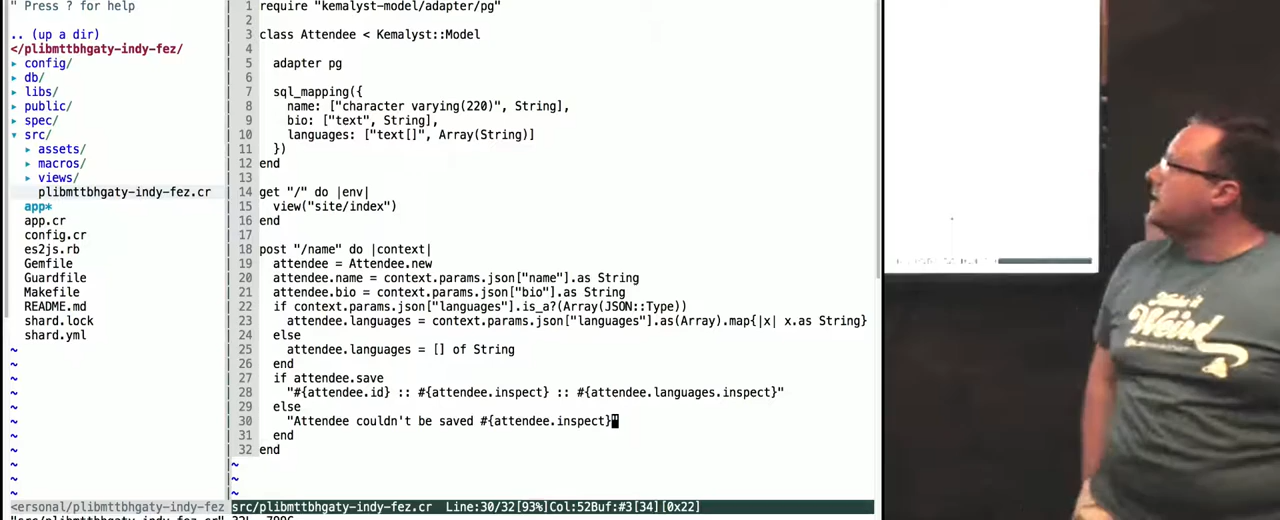 " Press ? for help
.. (up a dir)
</plibmttbhgaty-indy-fez/
▸ config/
▸ db/
▸ libs/
▸ public/
▸ spec/
▾ src/
▸ assets/
▸ macros/
▸ views/
plibmttbhgaty-indy-fez.cr
app*
app.cr
config.cr
es2js.rb
Gemfile
Guardfile
Makefile
README.md
shard.lock
shard.yml
~
~
~
~
~
~
~
~
~
~
~
<ersonal/plibmttbhgaty-indy-fez
1 require "kemalyst-model/adapter/pg"
2
3 class Attendee < Kemalyst::Model
4
5 adapter pg
6
7 sql_mapping({
8 name: ["character varying(220)", String],
9 bio: ["text", String],
10 languages: ["text[]", Array(String)]
11 })
12 end
13
14 get "/" do |env|
15 view("site/index")
16 end
17
18 post "/name" do |context|
19 attendee = Attendee.new
20 attendee.name = context.params.json["name"].as String
21 attendee.bio = context.params.json["bio"].as String
22 if context.params.json["languages"].is_a?(Array(JSON::Type))
23 attendee.languages = context.params.json["languages"].as(Array).map{|x| x.as String}
24 else
25 attendee.languages = [] of String
26 end
27 if attendee.save
28 "#{attendee.id} :: #{attendee.inspect} :: #{attendee.languages.inspect}"
29 else
30 "Attendee couldn't be saved #{attendee.inspect}"
31 end
32 end
~
~
~
src/plibmttbhgaty-indy-fez.cr Line:30/32[93%]Col:52Buf:#3[34][0x22]
Make it
Weird